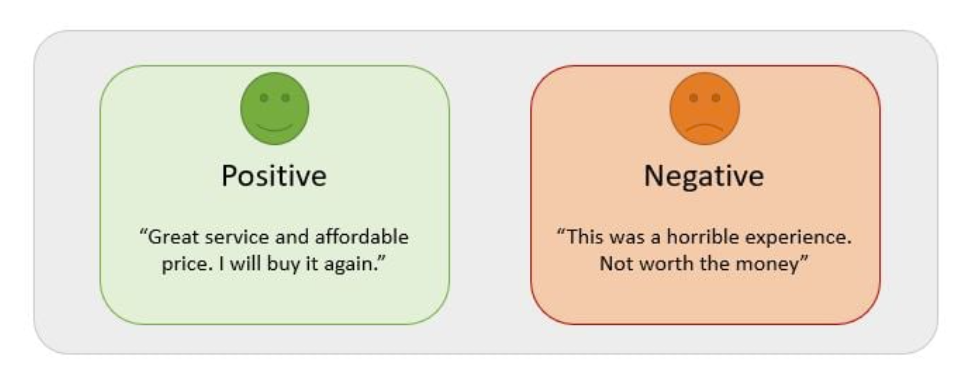 Positive
“Great service and affordable
price. I will buy it again.”
Negative
“This was a horrible experience.
Not worth the money”